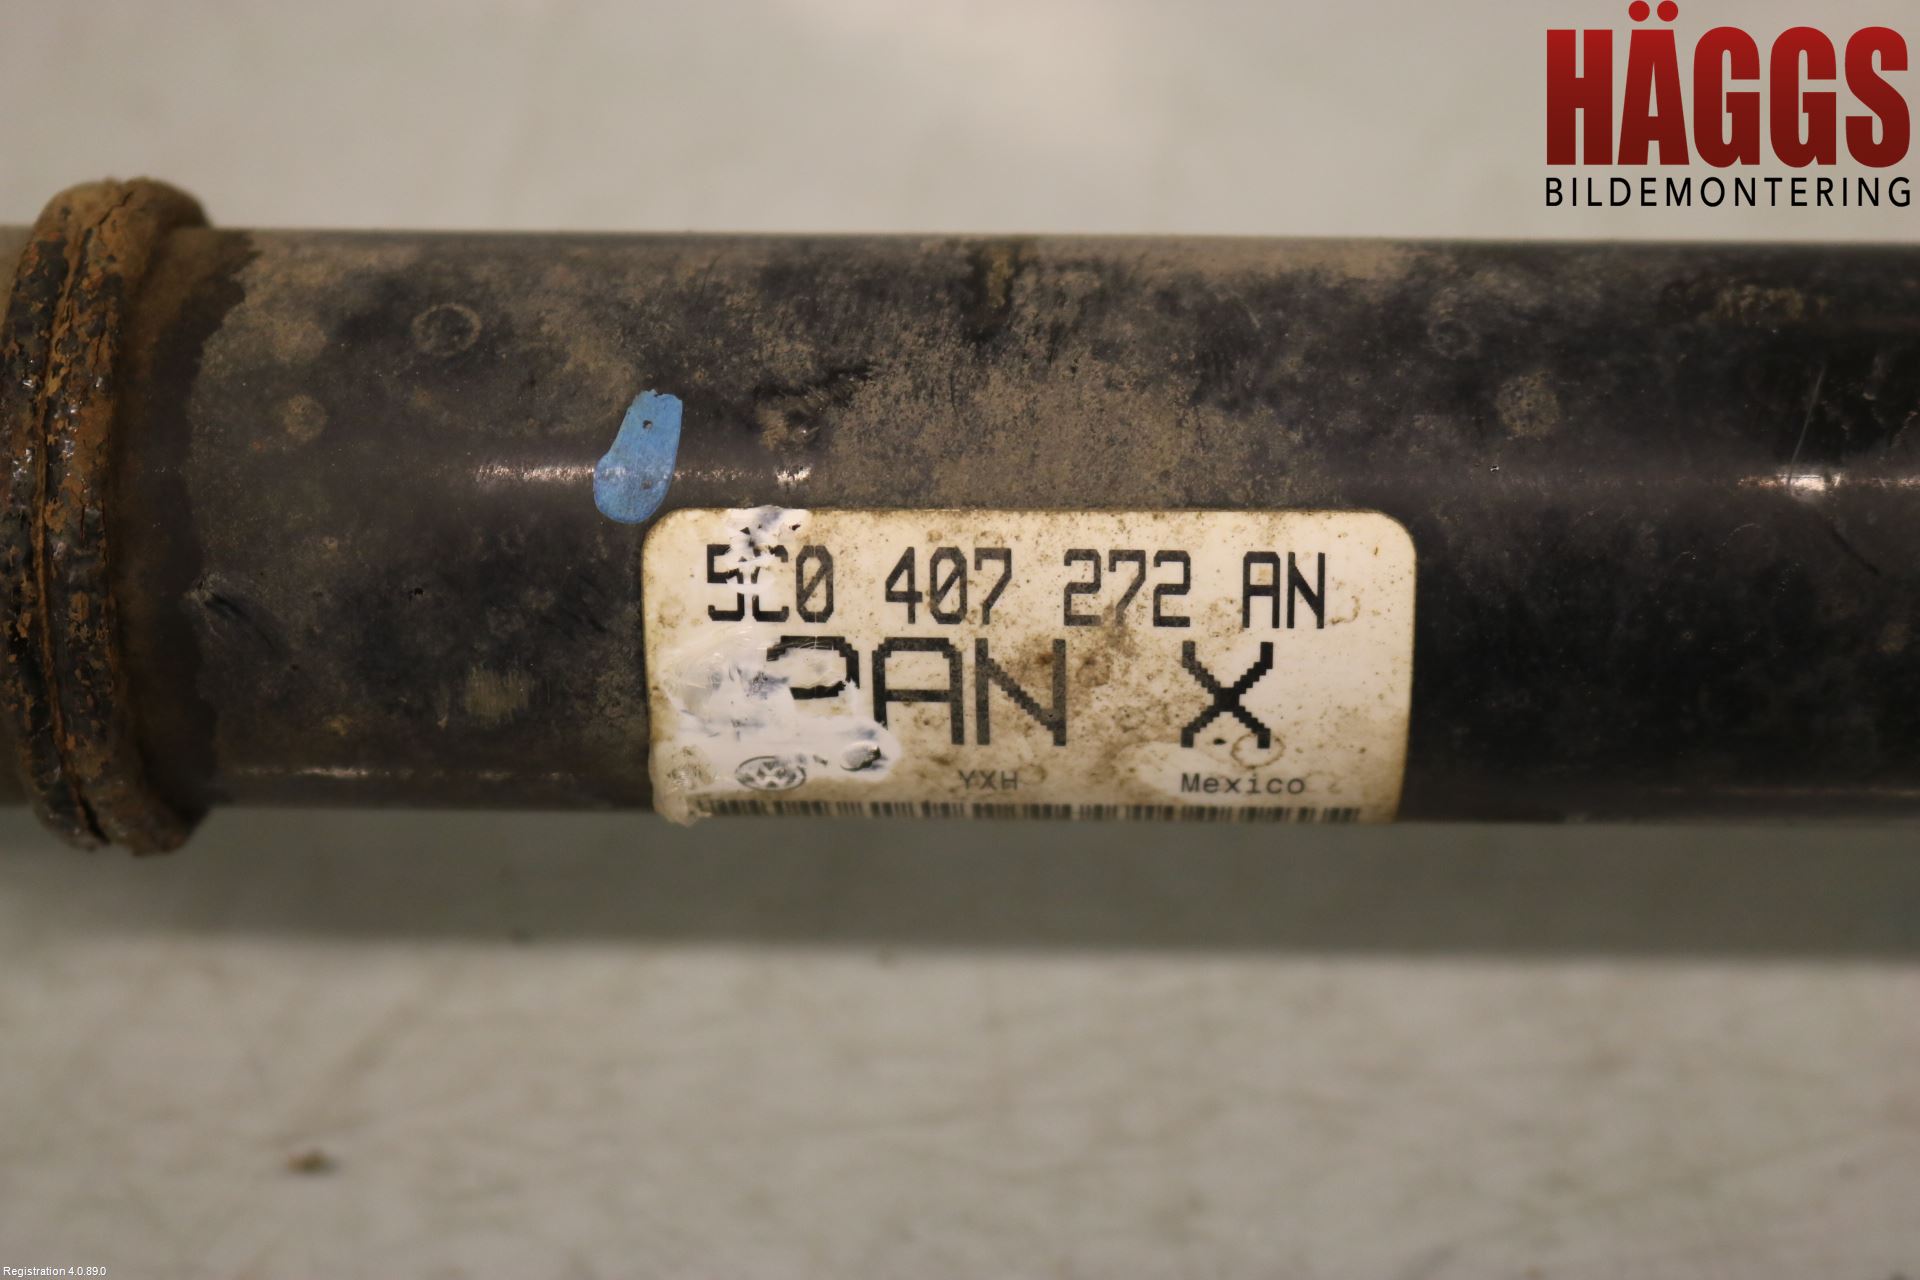 HÄGGS
BILDEMONTERING
5C0 407 272 AN
AN X
YXH Mexico
Registration 4.0.89.0